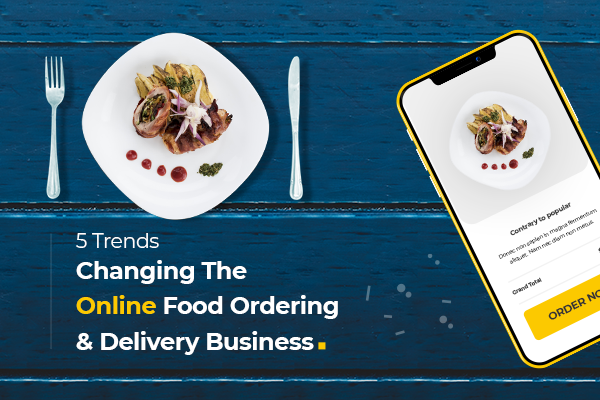 5 Trends
Changing The
Online Food Ordering
& Delivery Business.
Contrary to popular
Donec non sapien in magna fermentum
aliquet. Nam nec diam non metus
Grand Total
ORDER NO